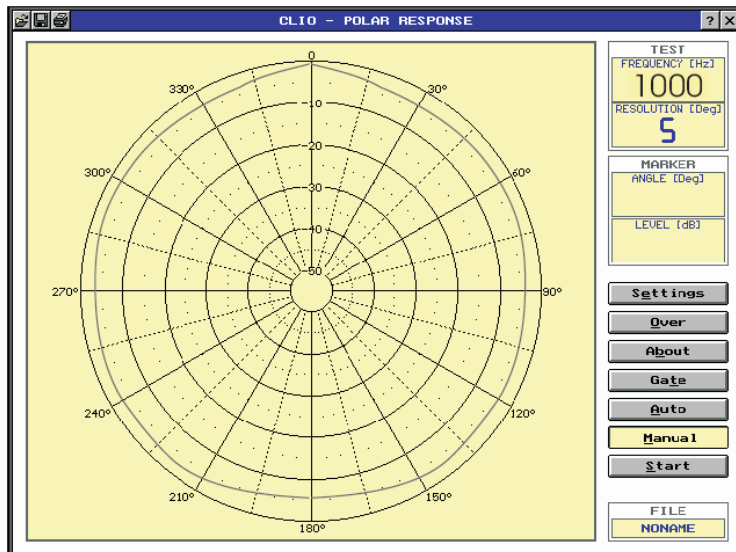 CLIO - POLAR RESPONSE
?
X
0
330°
30°
-10
-20
300°
60°
-30
-40
-50
270°
90°
240°
120°
210°
150°
180°
TEST
FREQUENCY [Hz]
1000
RESOLUTION [Deg]
5
MARKER
ANGLE [Deg]
LEVEL [dB]
Settings
Over
About
Gate
Auto
Manual
Start
FILE
NONAME